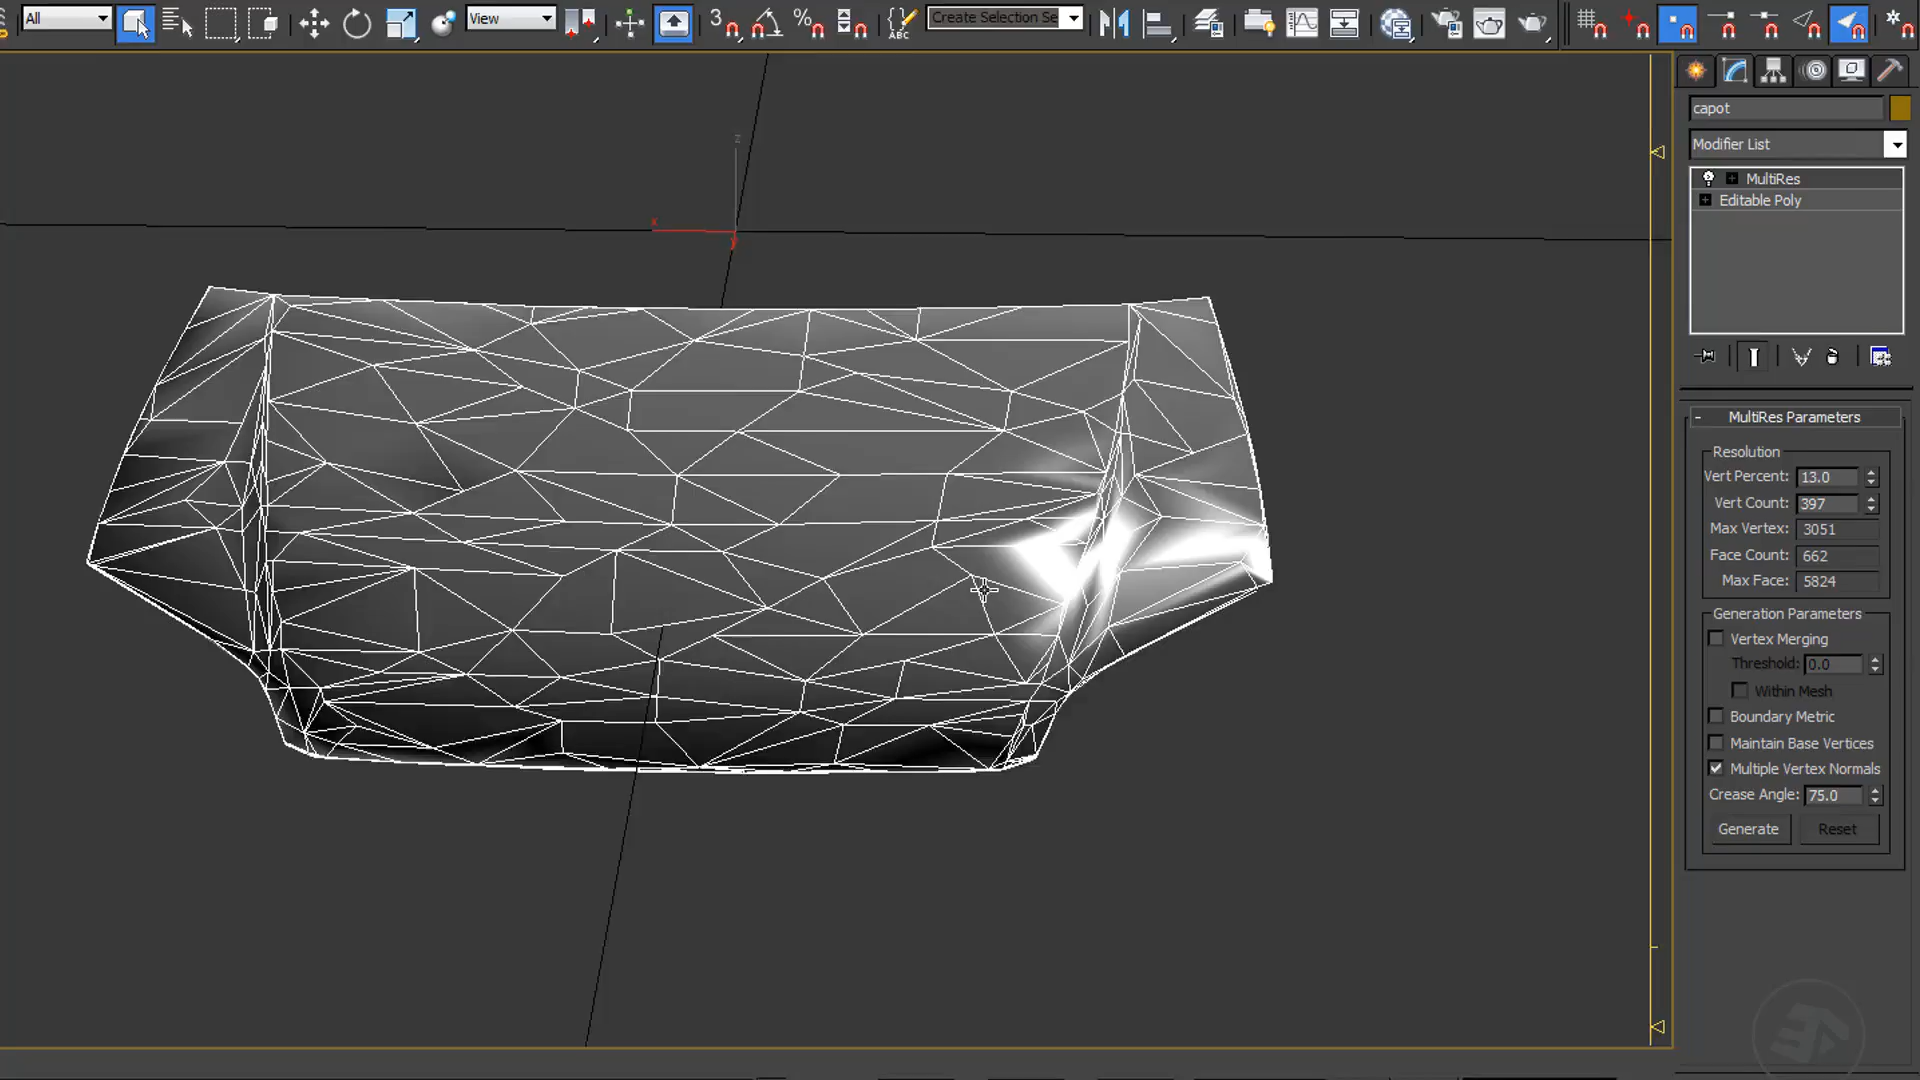 All
View
3
%
ABC
Create Selection Se
capot
Modifier List
MultiRes
Editable Poly
z
x
y
- MultiRes Parameters
Resolution
Vert Percent: 13.0
Vert Count: 397
Max Vertex: 3051
Face Count: 662
Max Face: 5824
Generation Parameters
Vertex Merging
Threshold: 0.0
Within Mesh
Boundary Metric
Maintain Base Vertices
Multiple Vertex Normals
Crease Angle: 75.0
Generate Reset